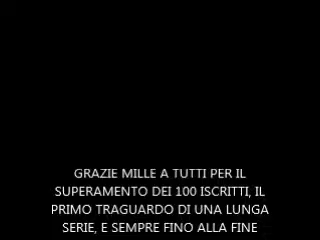 GRAZIE MILLE A TUTTI PER IL
SUPERAMENTO DEI 100 ISCRITTI, IL
PRIMO TRAGUARDO DI UNA LUNGA
SERIE, E SEMPRE FINO ALLA FINE